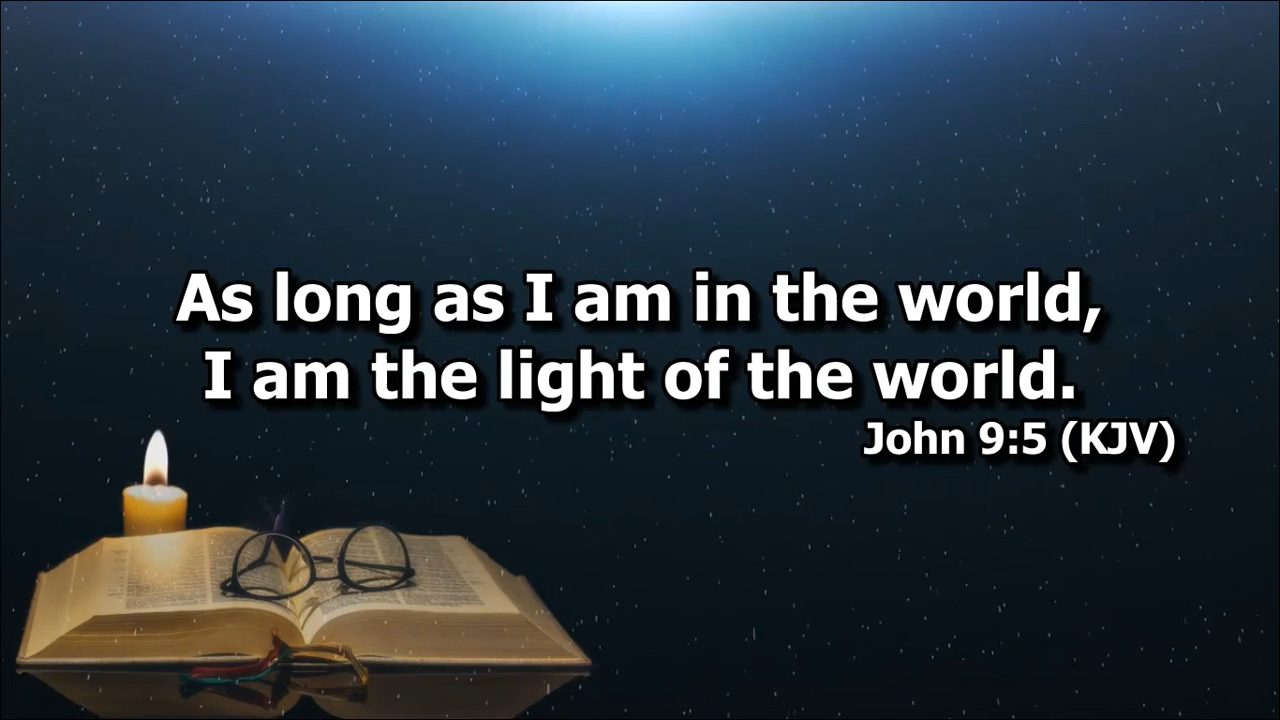 As long as I am in the world,
I am the light of the world.
John 9:5 (KJV)